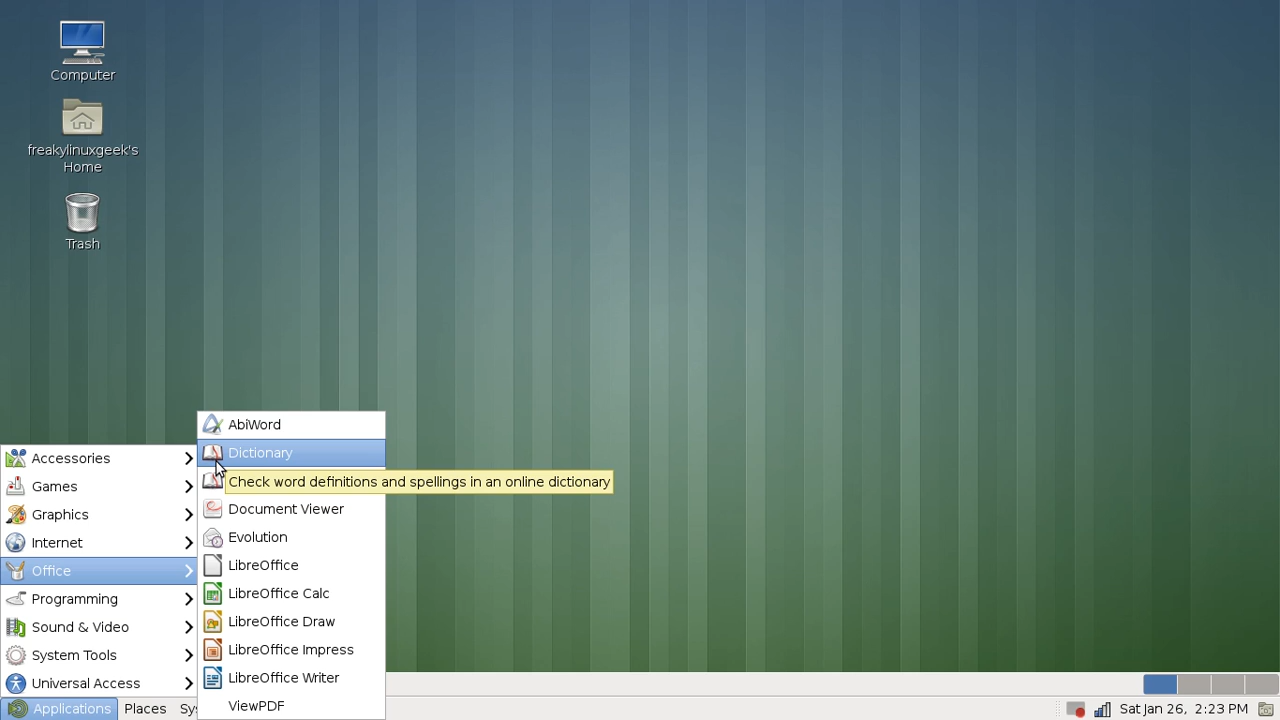 Computer
freakylinuxgeek's
Home
Trash
AbiWord
Dictionary
Check word definitions and spellings in an online dictionary
Document Viewer
Evolution
LibreOffice
LibreOffice Calc
LibreOffice Draw
LibreOffice Impress
LibreOffice Writer
ViewPDF
Accessories
Games
Graphics
Internet
Office
Programming
Sound & Video
System Tools
Universal Access
Applications Places Sy Sat Jan 26, 2:23 PM